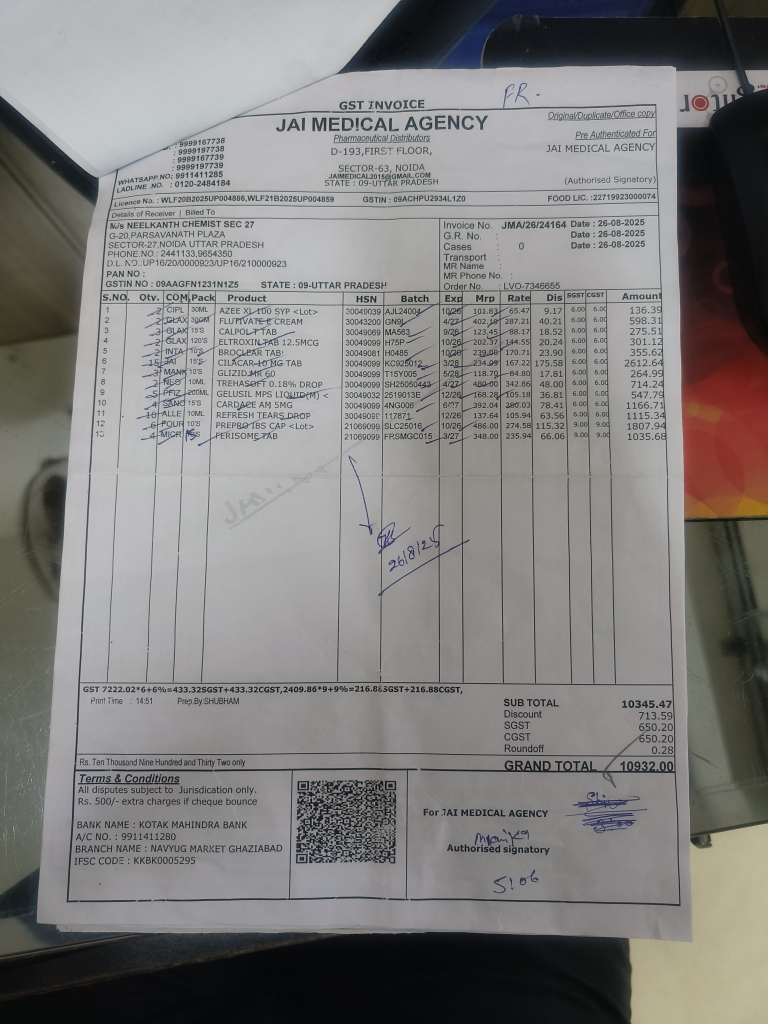 FR.
GST INVOICE
JAI MEDICAL AGENCY
Pharmaceutical Distributors
D-193,FIRST FLOOR,
SECTOR-63, NOIDA
JAIMEDICAL2015@GMAIL.COM
STATE : 09-UTTAR PRADESH
: 9999167738
: 9999197738
: 9999167739
: 9999197739
WHATSAPP.NO: 9911411285
LADLINE .NO : 0120-2484184
Original/Duplicate/Office copy
Pre Authenticated For
JAI MEDICAL AGENCY
(Authorised Signatory)
Licence No. : WLF20B2025UP004886,WLF21B2025UP004859 GSTIN : 09ACHPU2934L1Z0 FOOD LIC. :22719923000074
Details of Receiver | Billed To
M/s NEELKANTH CHEMIST SEC 27
G-20,PARSAVANATH PLAZA
SECTOR-27,NOIDA UTTAR PRADESH
PHONE.NO : 2441133,9654350
D.L.NO.:UP16/20/0000923/UP16/210000923
PAN NO :
GSTIN NO : 09AAGFN1231N1Z5 STATE : 09-UTTAR PRADESH
Invoice No. JMA/26/24164 Date : 26-08-2025
G.R. No. : Date : 26-08-2025
Cases 0 Date : 26-08-2025
Transport :
MR Name :
MR Phone No. :
Order No. : LVO-7346655
S.NO. Qty. COM. Pack Product HSN Batch Exp Mrp Rate Dis SGST CGST Amount
1 2 CIPL 30ML AZEE XL 100 SYP <Lot> 30049039 AJL24004 10/26 101.83 65.47 9.17 6.00 6.00 136.39
2 2 GLAX 30GM FLUTIVATE E CREAM 30043200 GN9L 4/27 402.16 287.21 40.21 6.00 6.00 598.31
3 3 GLAX 15'S CALPOL-T TAB 30049069 MA563 9/26 123.45 88.17 18.52 6.00 6.00 275.51
4 2 GLAX 120'S ELTROXIN TAB 12.5MCG 30049099 H75P 10/26 202.37 144.55 20.24 6.00 6.00 301.12
5 2 INTA 10'S BROCLEAR TAB 30049081 H0485 10/26 239.00 170.71 23.90 6.00 6.00 355.62
6 15 JAI 15'S CILACAR-10 MG TAB 30049099 KC925012 3/28 234.09 167.22 175.58 6.00 6.00 2612.64
7 3 MANK 10'S GLIZID MR 60 30049099 T15Y005 5/28 118.70 84.80 17.81 6.00 6.00 264.99
8 2 NEO 10ML TREHASOFT 0.18% DROP 30049099 SH25050443 4/27 480.00 342.86 48.00 6.00 6.00 714.24
9 5 PFIZ 200ML GELUSIL MPS LIQUID(M) < 30049032 2519013E 12/26 168.28 105.18 36.81 6.00 6.00 547.79
10 4 SANO 15'S CARDACE AM 5MG 30049099 4NG006 6/27 392.04 280.03 78.41 6.00 6.00 1166.71
11 10 ALLE 10ML REFRESH TEARS DROP 30049099 117871 12/26 137.64 105.94 63.56 6.00 6.00 1115.34
12 6 FOUR 10'S PREPRO IBS CAP <Lot> 21069099 SLC25016 10/26 486.00 274.58 115.32 9.00 9.00 1807.94
13 4 MICR PERISOME TAB 21069099 FRSMGC015 3/27 348.00 235.94 66.06 9.00 9.00 1035.68
26/8/25
GST 7222.02*6+6%=433.32SGST+433.32CGST,2409.86*9+9%=216.88SGST+216.88CGST,
Print Time : 14:51 Prep.By:SHUBHAM
SUB TOTAL 10345.47
Discount 713.59
SGST 650.20
CGST 650.20
Roundoff 0.28
Rs. Ten Thousand Nine Hundred and Thirty Two only
GRAND TOTAL 10932.00
Terms & Conditions
All disputes subject to Jurisdication only.
Rs. 500/- extra charges if cheque bounce
BANK NAME : KOTAK MAHINDRA BANK
A/C NO. : 9911411280
BRANCH NAME : NAVYUG MARKET GHAZIABAD
IFSC CODE : KKBK0005295
For JAI MEDICAL AGENCY
Authorised signatory
5:06